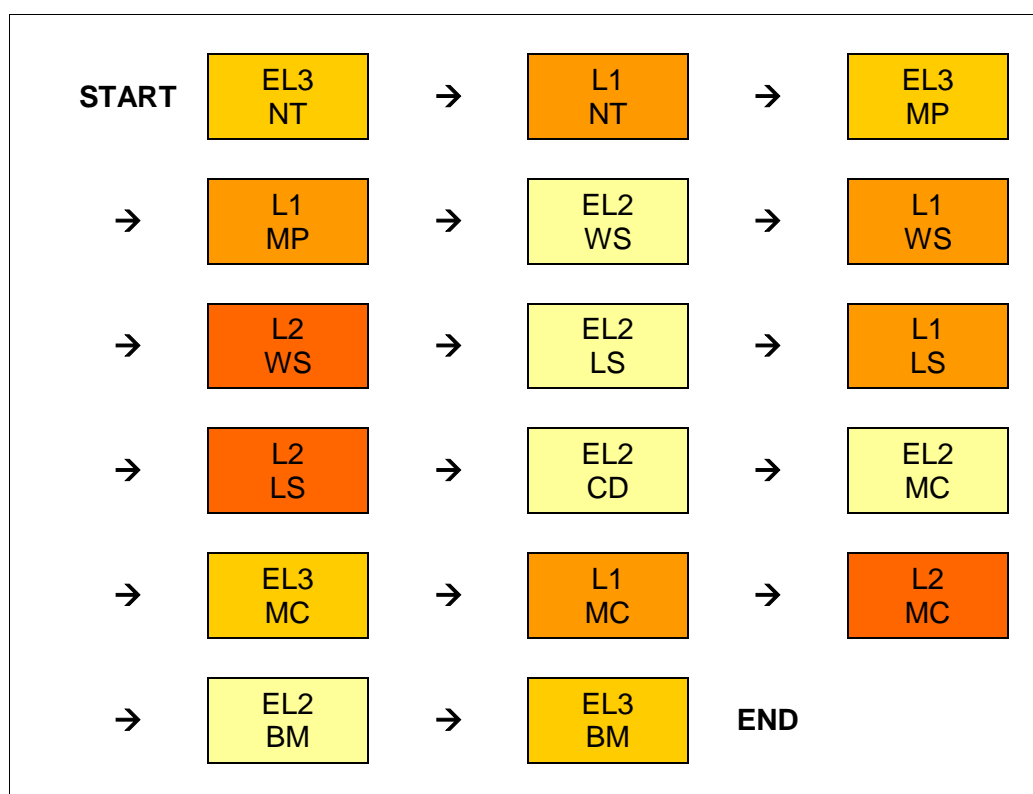 START EL3 NT → L1 NT → EL3 MP
→ L1 MP → EL2 WS → L1 WS
→ L2 WS → EL2 LS → L1 LS
→ L2 LS → EL2 CD → EL2 MC
→ EL3 MC → L1 MC → L2 MC
→ EL2 BM → EL3 BM END